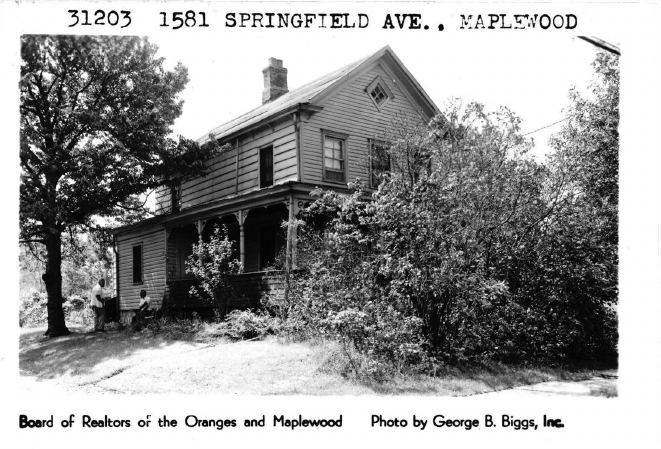 31203 1581 SPRINGFIELD AVE., MAPLEWOOD
Board of Realtors of the Oranges and Maplewood Photo by George B. Biggs, Inc.